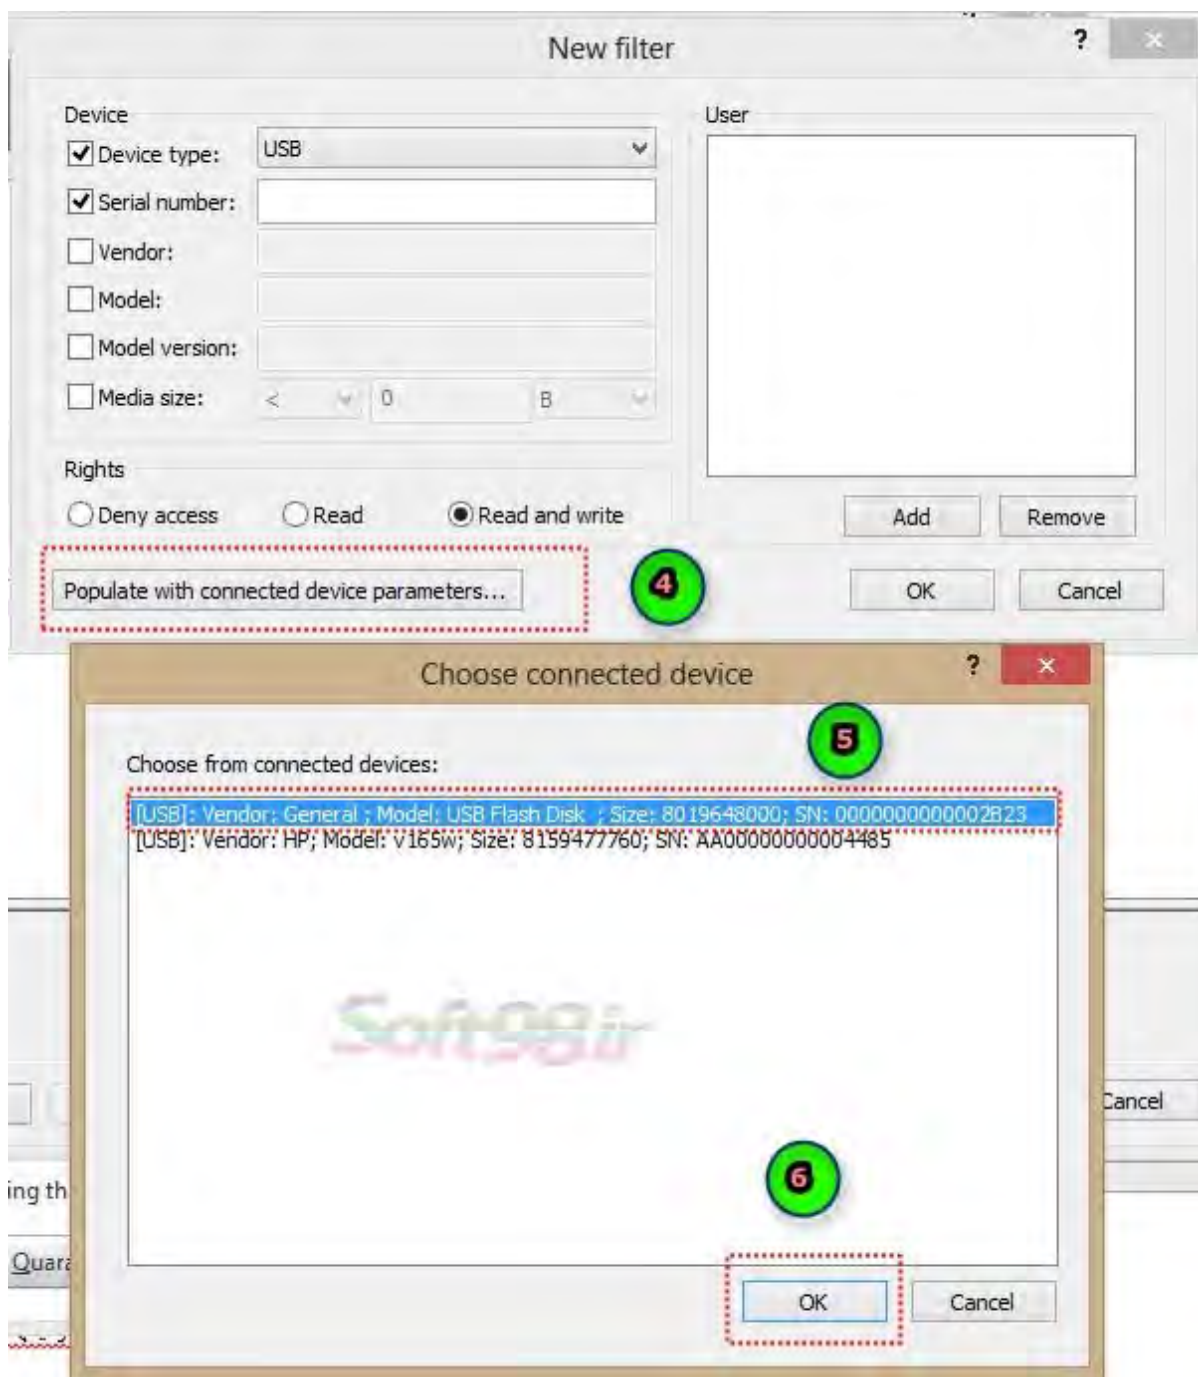 New filter
?
Device
User
Device type:
USB
Serial number:
Vendor:
Model:
Model version:
Media size:
<
0
B
Rights
Deny access
Read
Read and write
Add
Remove
Populate with connected device parameters...
4
OK
Cancel
Choose connected device
?
5
Choose from connected devices:
[USB]: Vendor: General ; Model: USB Flash Disk  ; Size: 8019648000; SN: 0000000000002B23
[USB]: Vendor: HP; Model: v165w; Size: 8159477760; SN: AA00000000004485
Soft98.ir
Cancel
6
ing th
Quara
OK
Cancel